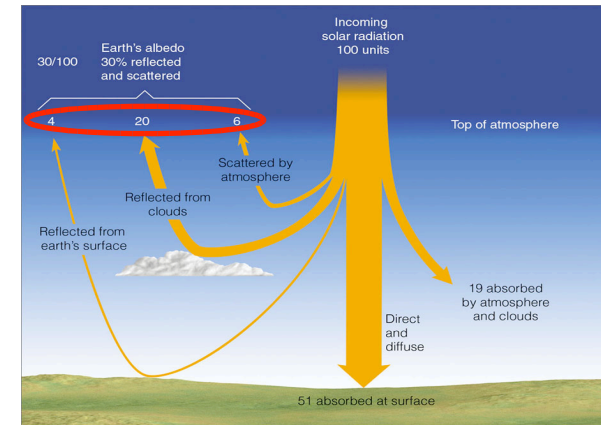 Incoming
solar radiation
100 units
30/100
Earth's albedo
30% reflected
and scattered
4
20
6
Top of atmosphere
Scattered by
atmosphere
Reflected from
clouds
Reflected from
earth's surface
19 absorbed
by atmosphere
and clouds
Direct
and
diffuse
51 absorbed at surface